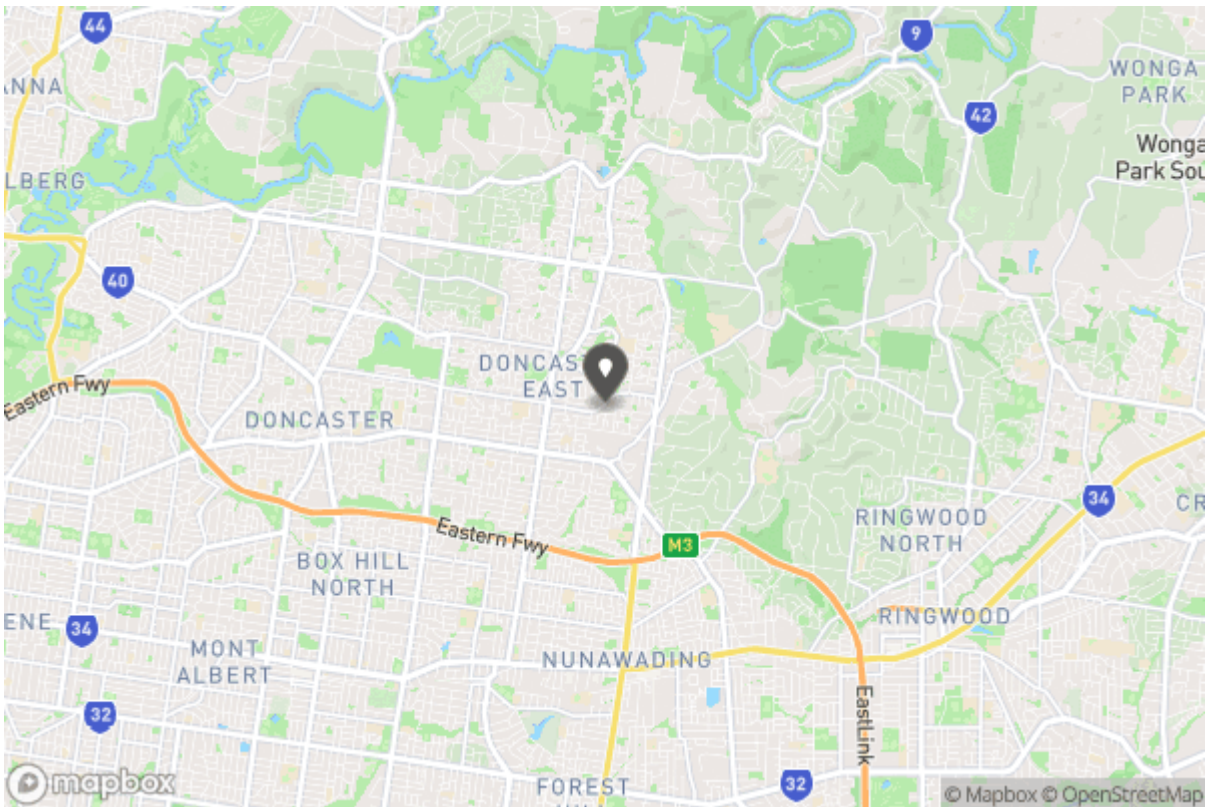 44
9
ANNA
WONGA
PARK
42
Wonga
Park Sou
LBERG
40
DONCAST
EAST
Eastern Fwy
DONCASTER
34
RINGWOOD
NORTH
CR
Eastern Fwy
M3
BOX HILL
NORTH
RINGWOOD
ENE
34
MONT
ALBERT
NUNAWADING
EastLink
32
mapbox
FOREST
32
© Mapbox © OpenStreetMap